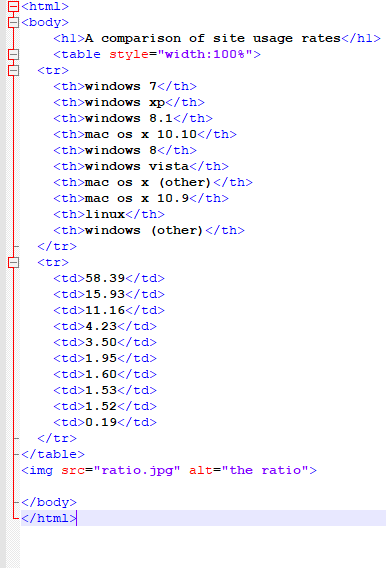 <html>
<body>
<h1>A comparison of site usage rates</h1>
<table style="width:100%">
<tr>
<th>windows 7</th>
<th>windows xp</th>
<th>windows 8.1</th>
<th>mac os x 10.10</th>
<th>windows 8</th>
<th>windows vista</th>
<th>mac os x (other)</th>
<th>mac os x 10.9</th>
<th>linux</th>
<th>windows (other)</th>
</tr>
<tr>
<td>58.39</td>
<td>15.93</td>
<td>11.16</td>
<td>4.23</td>
<td>3.50</td>
<td>1.95</td>
<td>1.60</td>
<td>1.53</td>
<td>1.52</td>
<td>0.19</td>
</tr>
</table>
<img src="ratio.jpg" alt="the ratio">
</body>
</html>